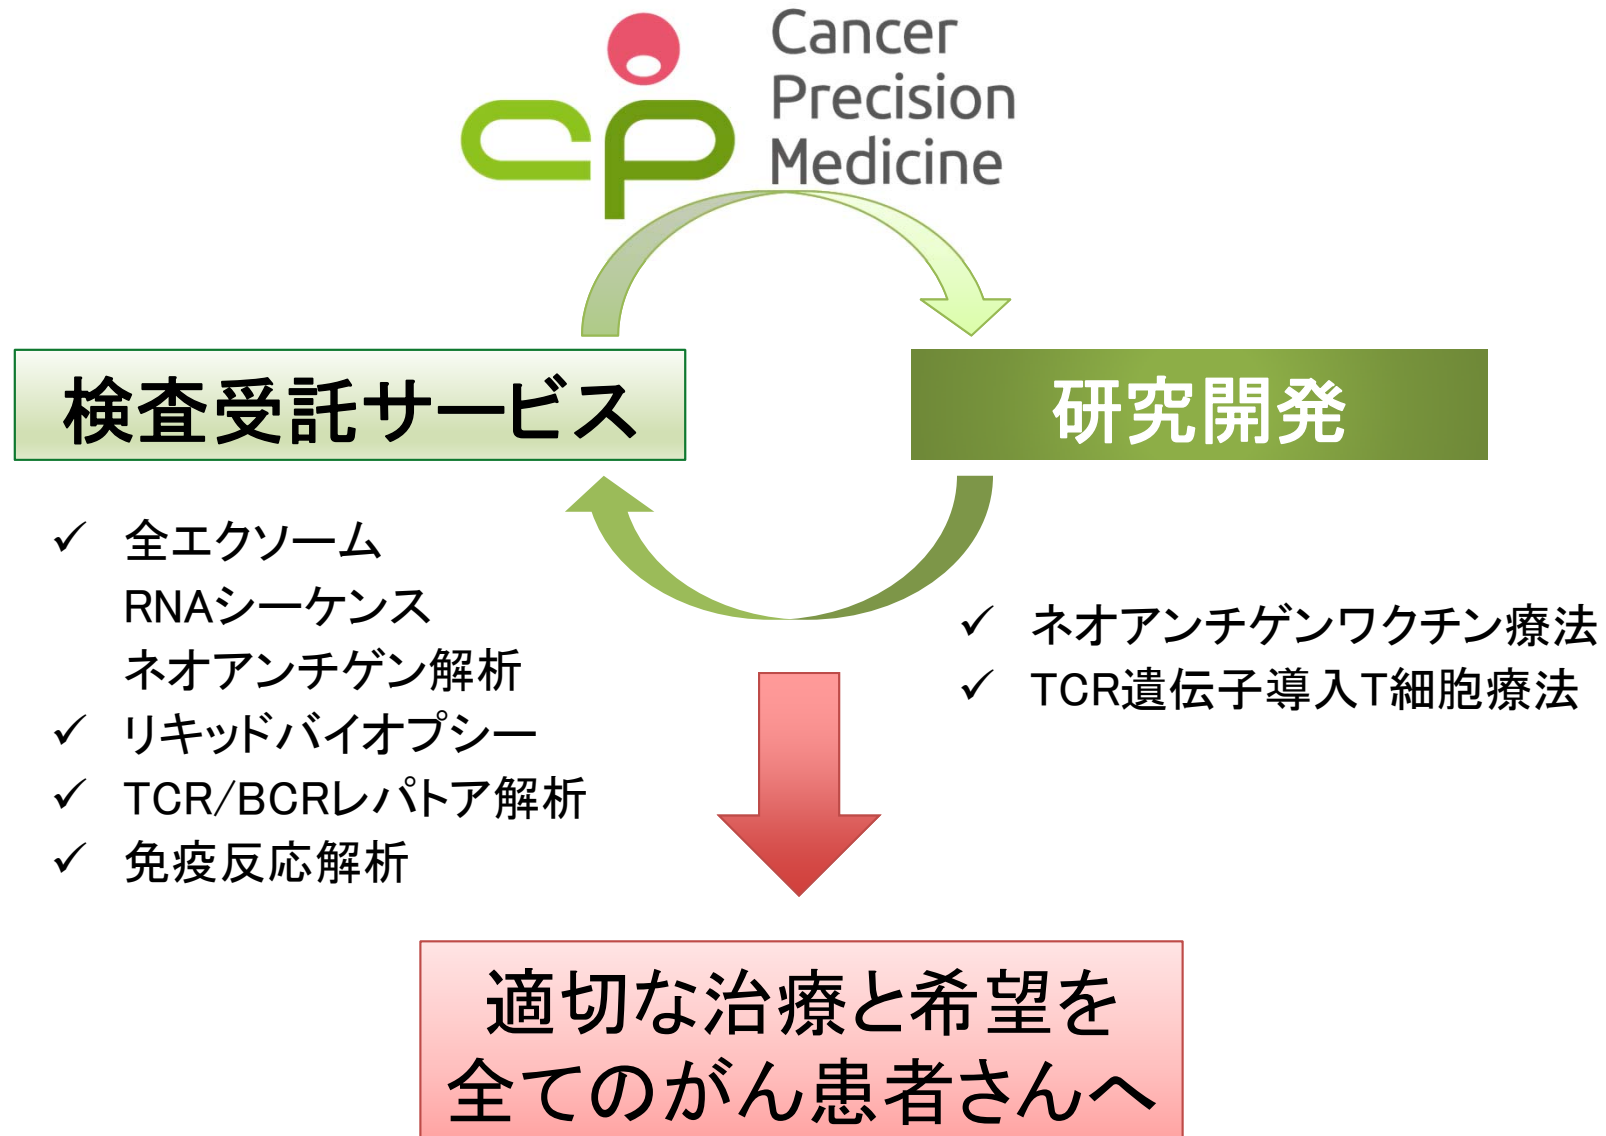 Cancer
Precision
Medicine
検査受託サービス
研究開発
✓ 全エクソーム
RNAシーケンス
ネオアンチゲン解析
✓ リキッドバイオプシー
✓ TCR/BCRレパトア解析
✓ 免疫反応解析
✓ ネオアンチゲンワクチン療法
✓ TCR遺伝子導入T細胞療法
適切な治療と希望を
全てのがん患者さんへ